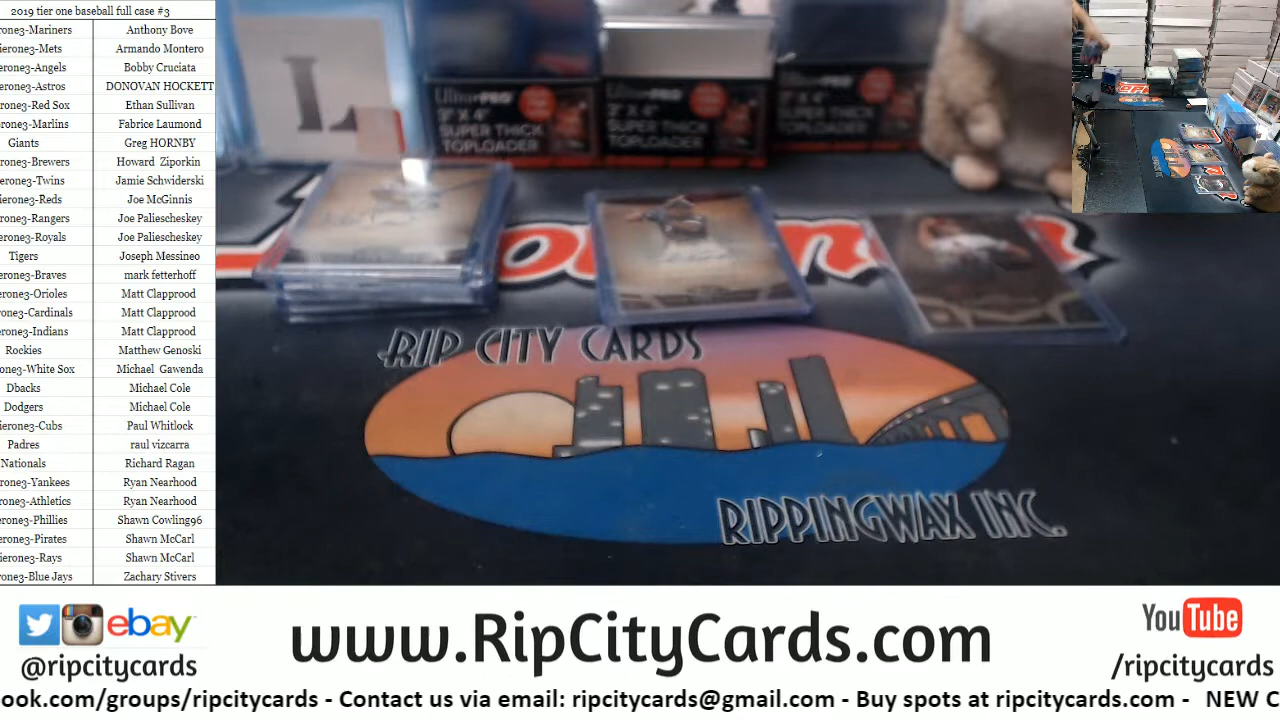 2019 tier one baseball full case #3
rone3-Mariners Anthony Bove
ierone3-Mets Armando Montero
erone3-Angels Bobby Cruciata
erone3-Astros DONOVAN HOCKETT
rone3-Red Sox Ethan Sullivan
erone3-Marlins Fabrice Laumond
Giants Greg HORNBY
rone3-Brewers Howard Ziporkin
erone3-Twins Jamie Schwiderski
ierone3-Reds Joe McGinnis
rone3-Rangers Joe Paliescheskey
erone3-Royals Joe Paliescheskey
Tigers Joseph Messineo
erone3-Braves mark fetterhoff
rone3-Orioles Matt Clapprood
one3-Cardinals Matt Clapprood
rone3-Indians Matt Clapprood
Rockies Matthew Genoski
one3-White Sox Michael Gawenda
Dbacks Michael Cole
Dodgers Michael Cole
ierone3-Cubs Paul Whitlock
Padres raul vizcarra
Nationals Richard Ragan
rone3-Yankees Ryan Nearhood
rone3-Athletics Ryan Nearhood
rone3-Phillies Shawn Cowling96
erone3-Pirates Shawn McCarl
ierone3-Rays Shawn McCarl
one3-Blue Jays Zachary Stivers
3" X 4"
SUPER THICK
TOPLOADER
3" X 4"
SUPER THICK
TOPLOADER
3" X 4"
SUPER THICK
TOPLOADER
RIP CITY CARDS
RIPPINGWAX INC.
ebay
@ripcitycards
www.RipCityCards.com
YouTube
/ripcitycards
ook.com/groups/ripcitycards - Contact us via email: ripcitycards@gmail.com - Buy spots at ripcitycards.com - NEW C